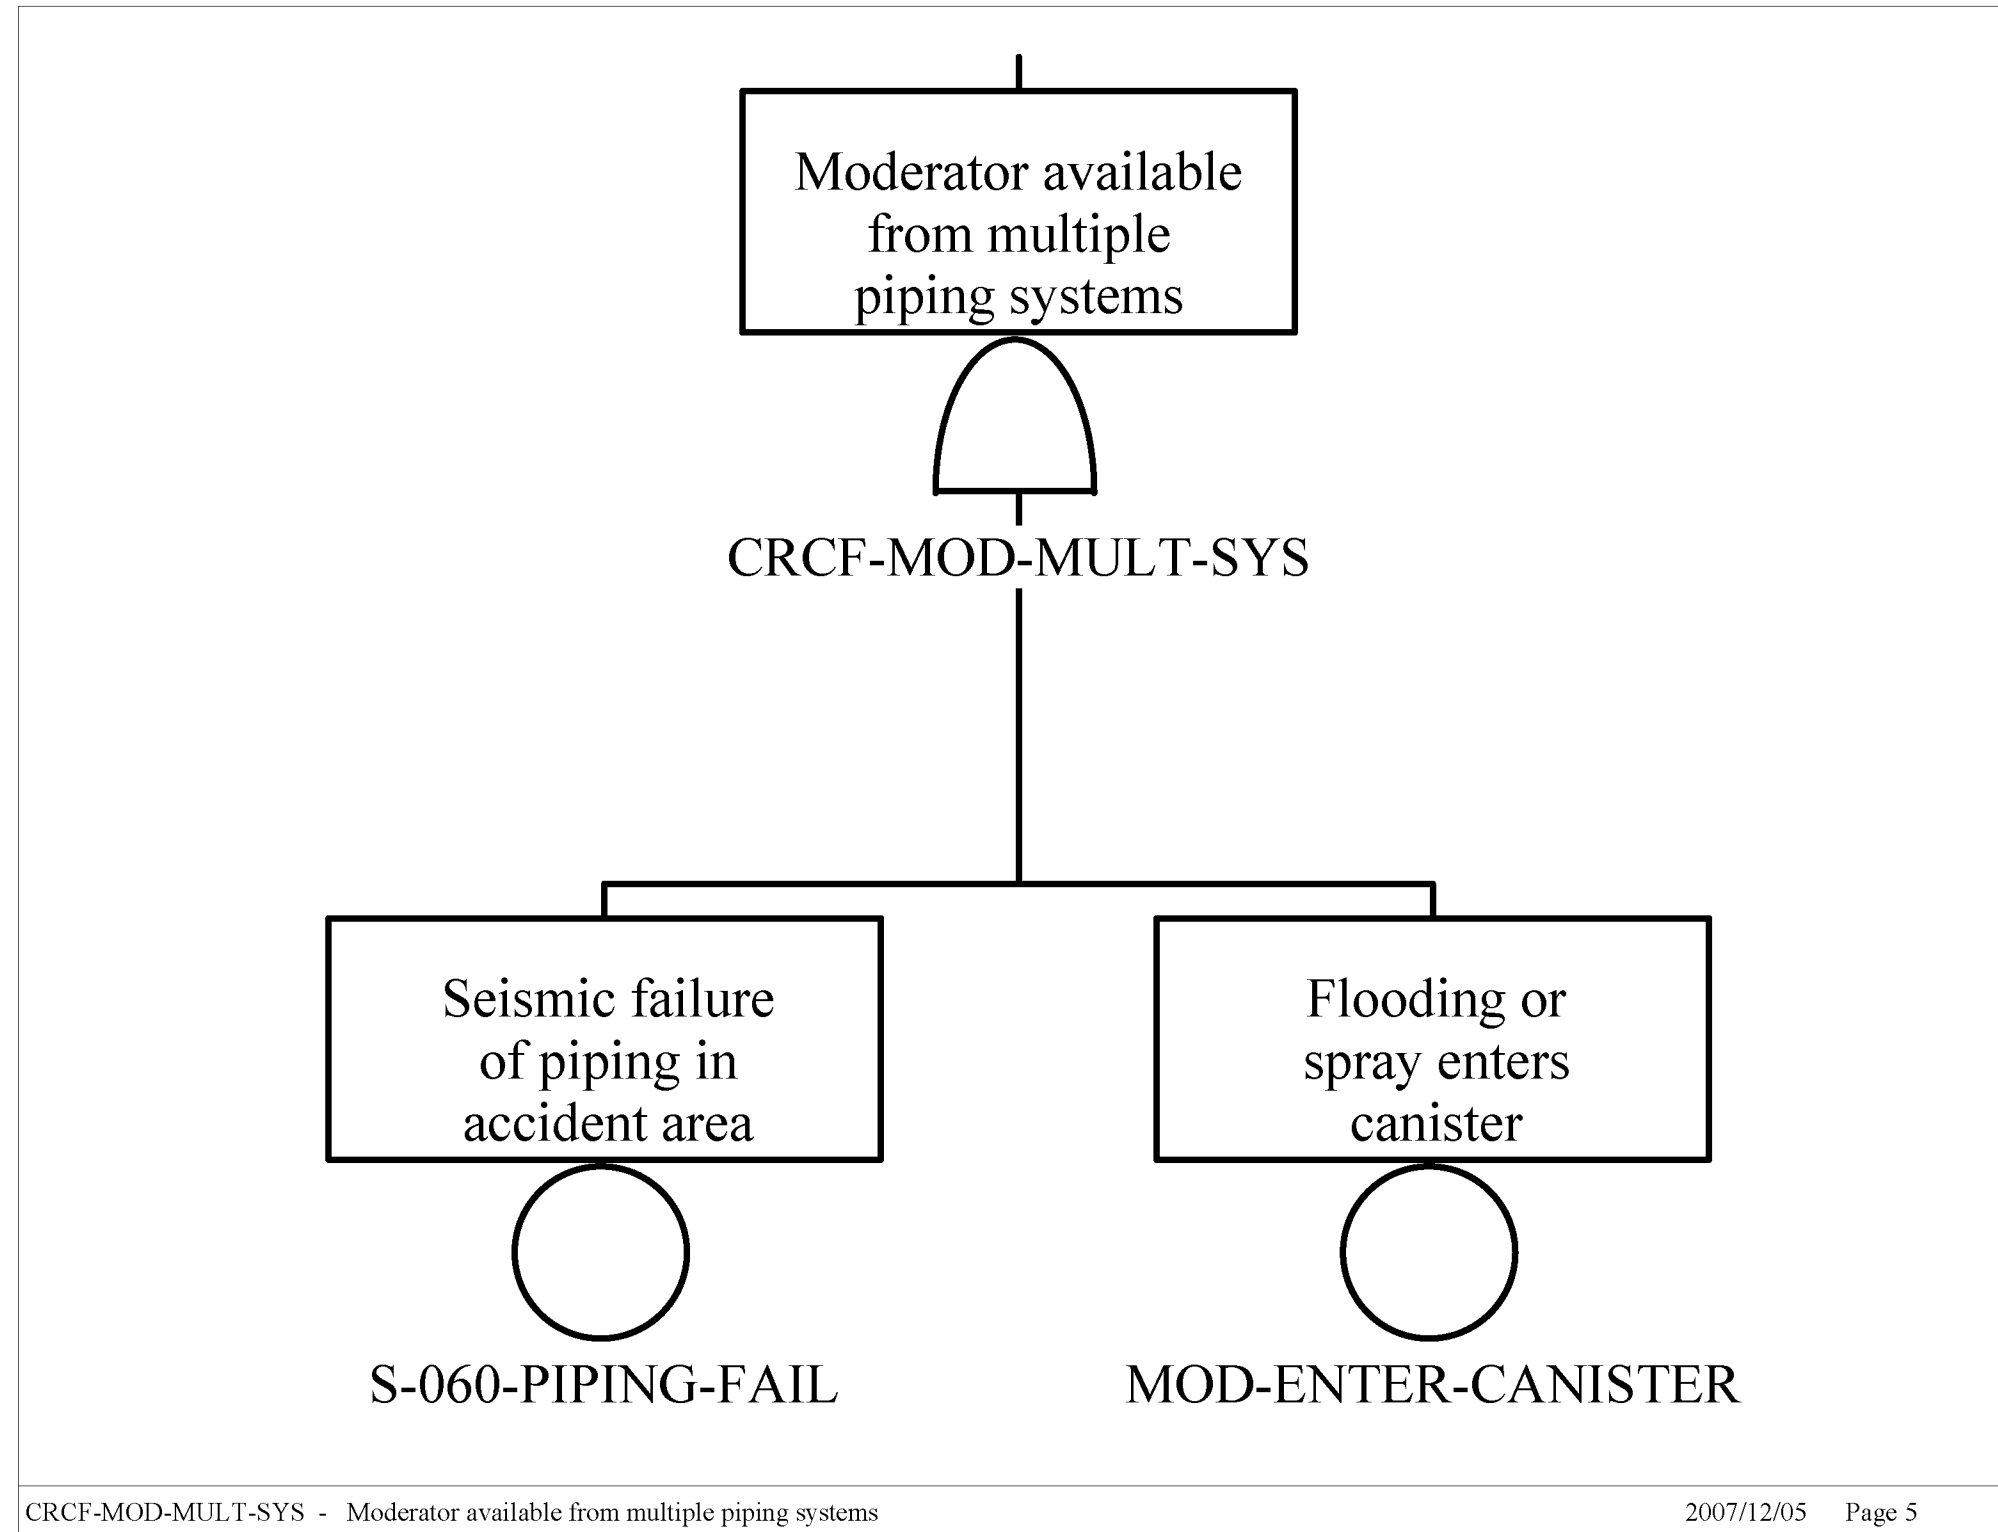 Moderator available
from multiple
piping systems
CRCF-MOD-MULT-SYS
Seismic failure
of piping in
accident area
S-060-PIPING-FAIL
Flooding or
spray enters
canister
MOD-ENTER-CANISTER
CRCF-MOD-MULT-SYS - Moderator available from multiple piping systems
2007/12/05 Page 5